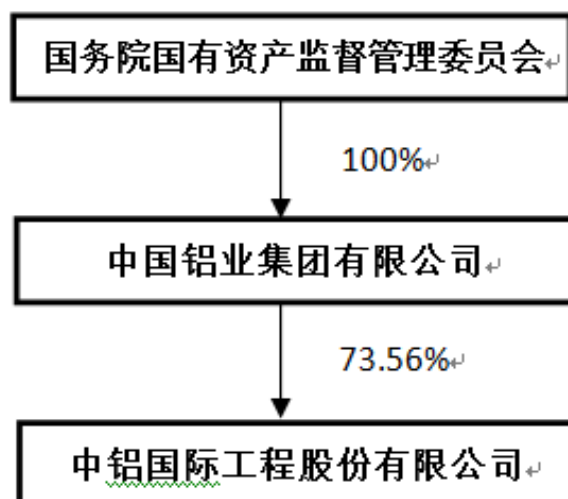 国务院国有资产监督管理委员会
100%
中国铝业集团有限公司
73.56%
中铝国际工程股份有限公司